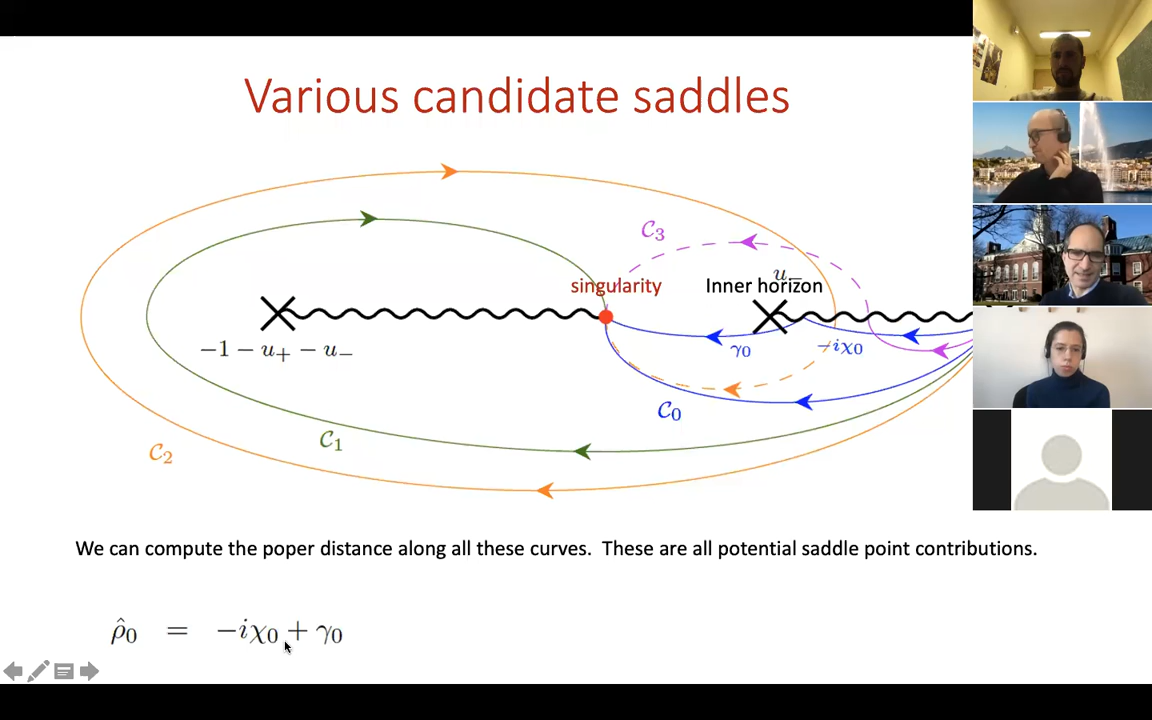 Various candidate saddles
C₃
u₋
singularity
Inner horizon
−1 − u₊ − u₋
γ₀
−iχ₀
C₀
C₁
C₂
We can compute the poper distance along all these curves. These are all potential saddle point contributions.
ρ̂₀ = −iχ₀ + γ₀